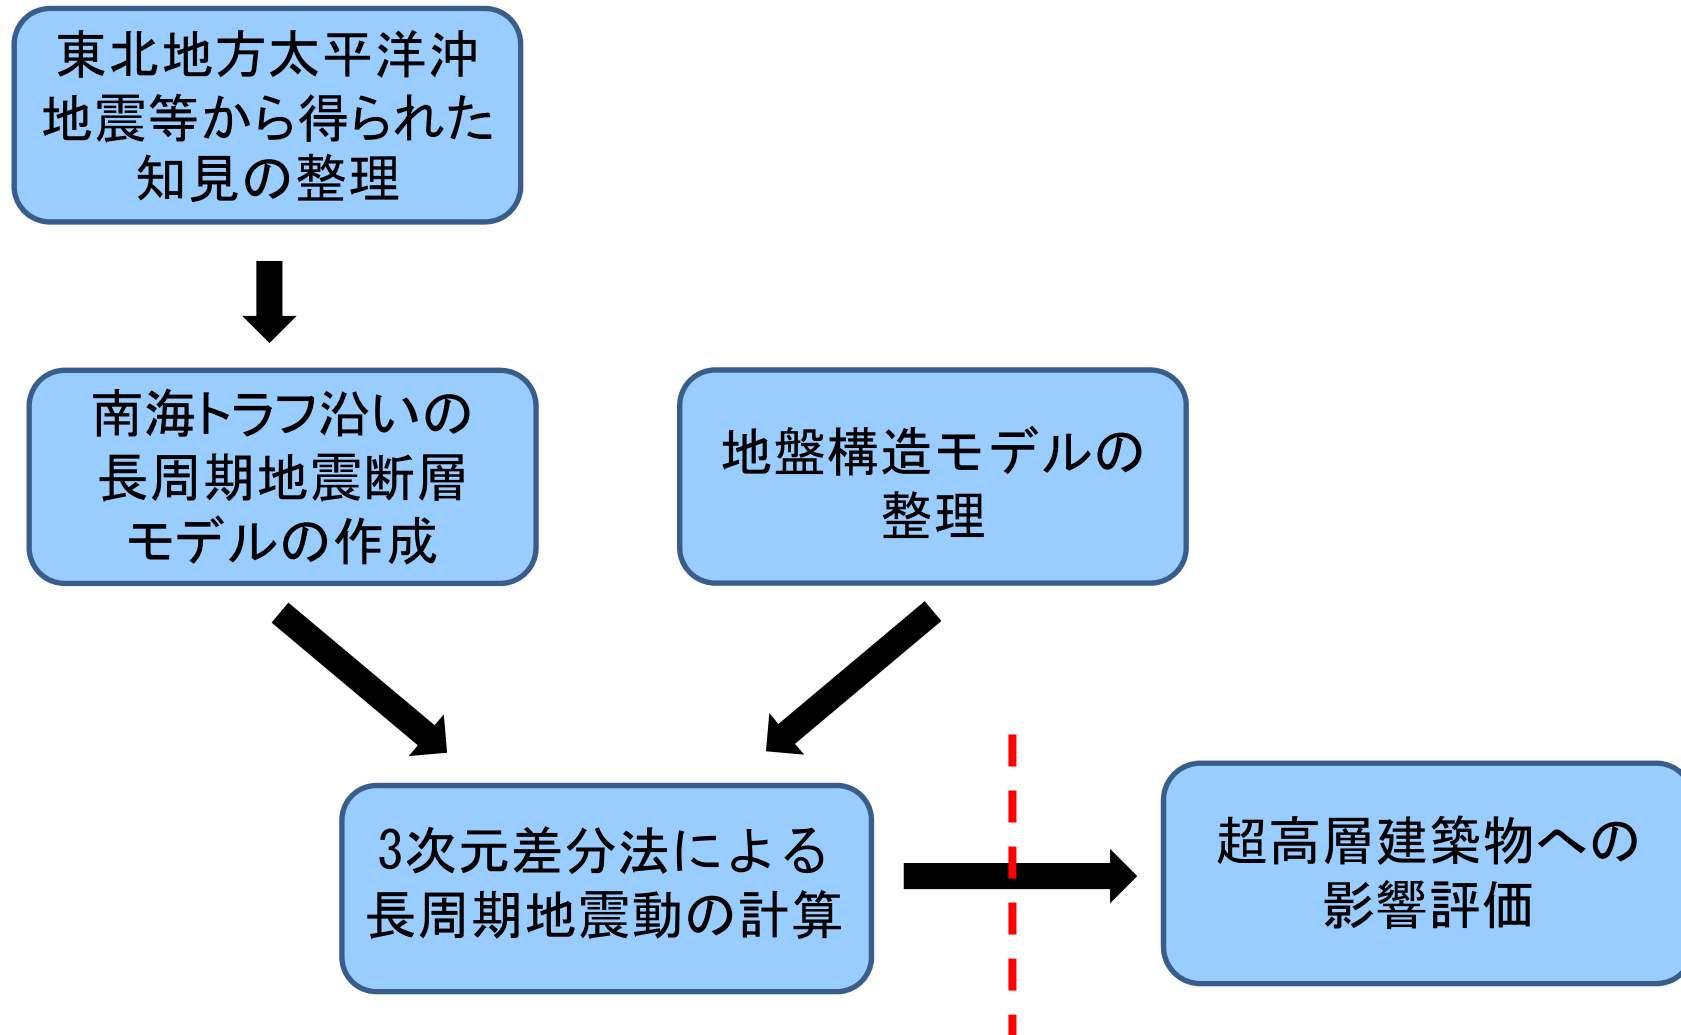 東北地方太平洋沖
地震等から得られた
知見の整理
南海トラフ沿いの
長周期地震断層
モデルの作成
地盤構造モデルの
整理
3次元差分法による
長周期地震動の計算
超高層建築物への
影響評価